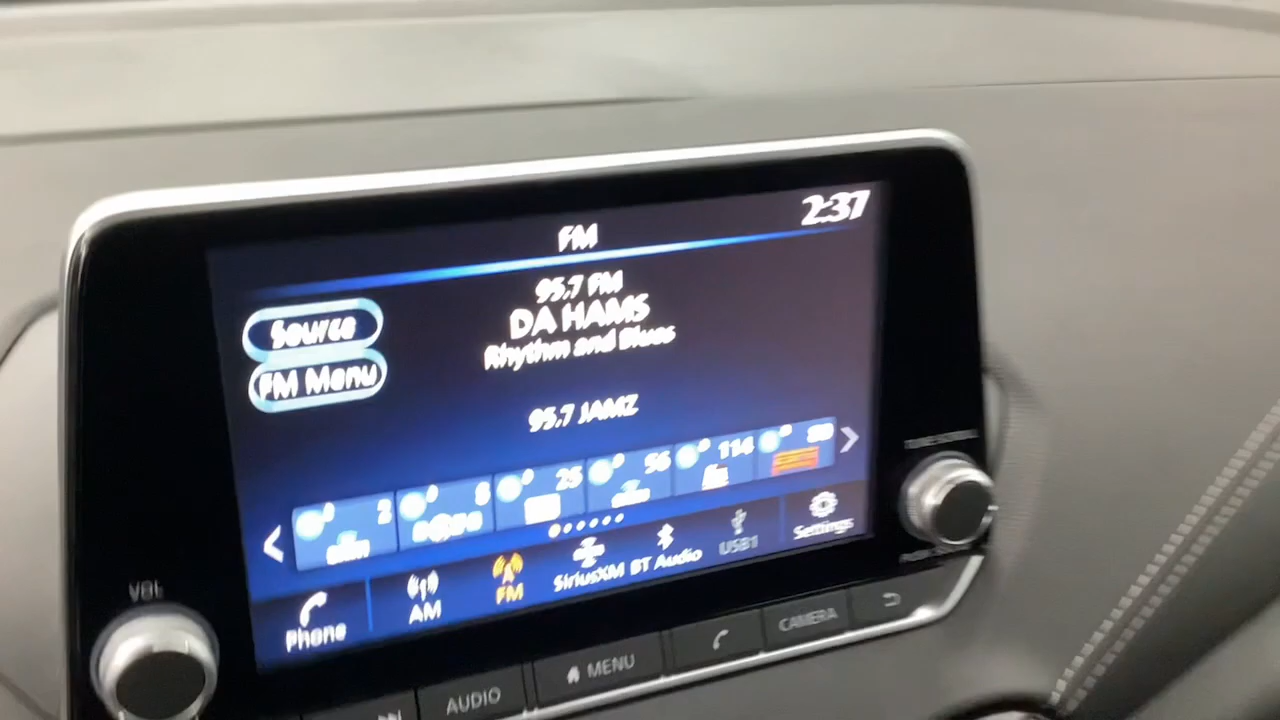 2:37
FM
95.7 FM
DA HAMS
Rhythm and Blues
Source
FM Menu
95.7 JAMZ
2
8
25
56
114
Phone
AM
FM
SiriusXM
BT Audio
USB1
Settings
VOL
AUDIO
MENU
CAMERA